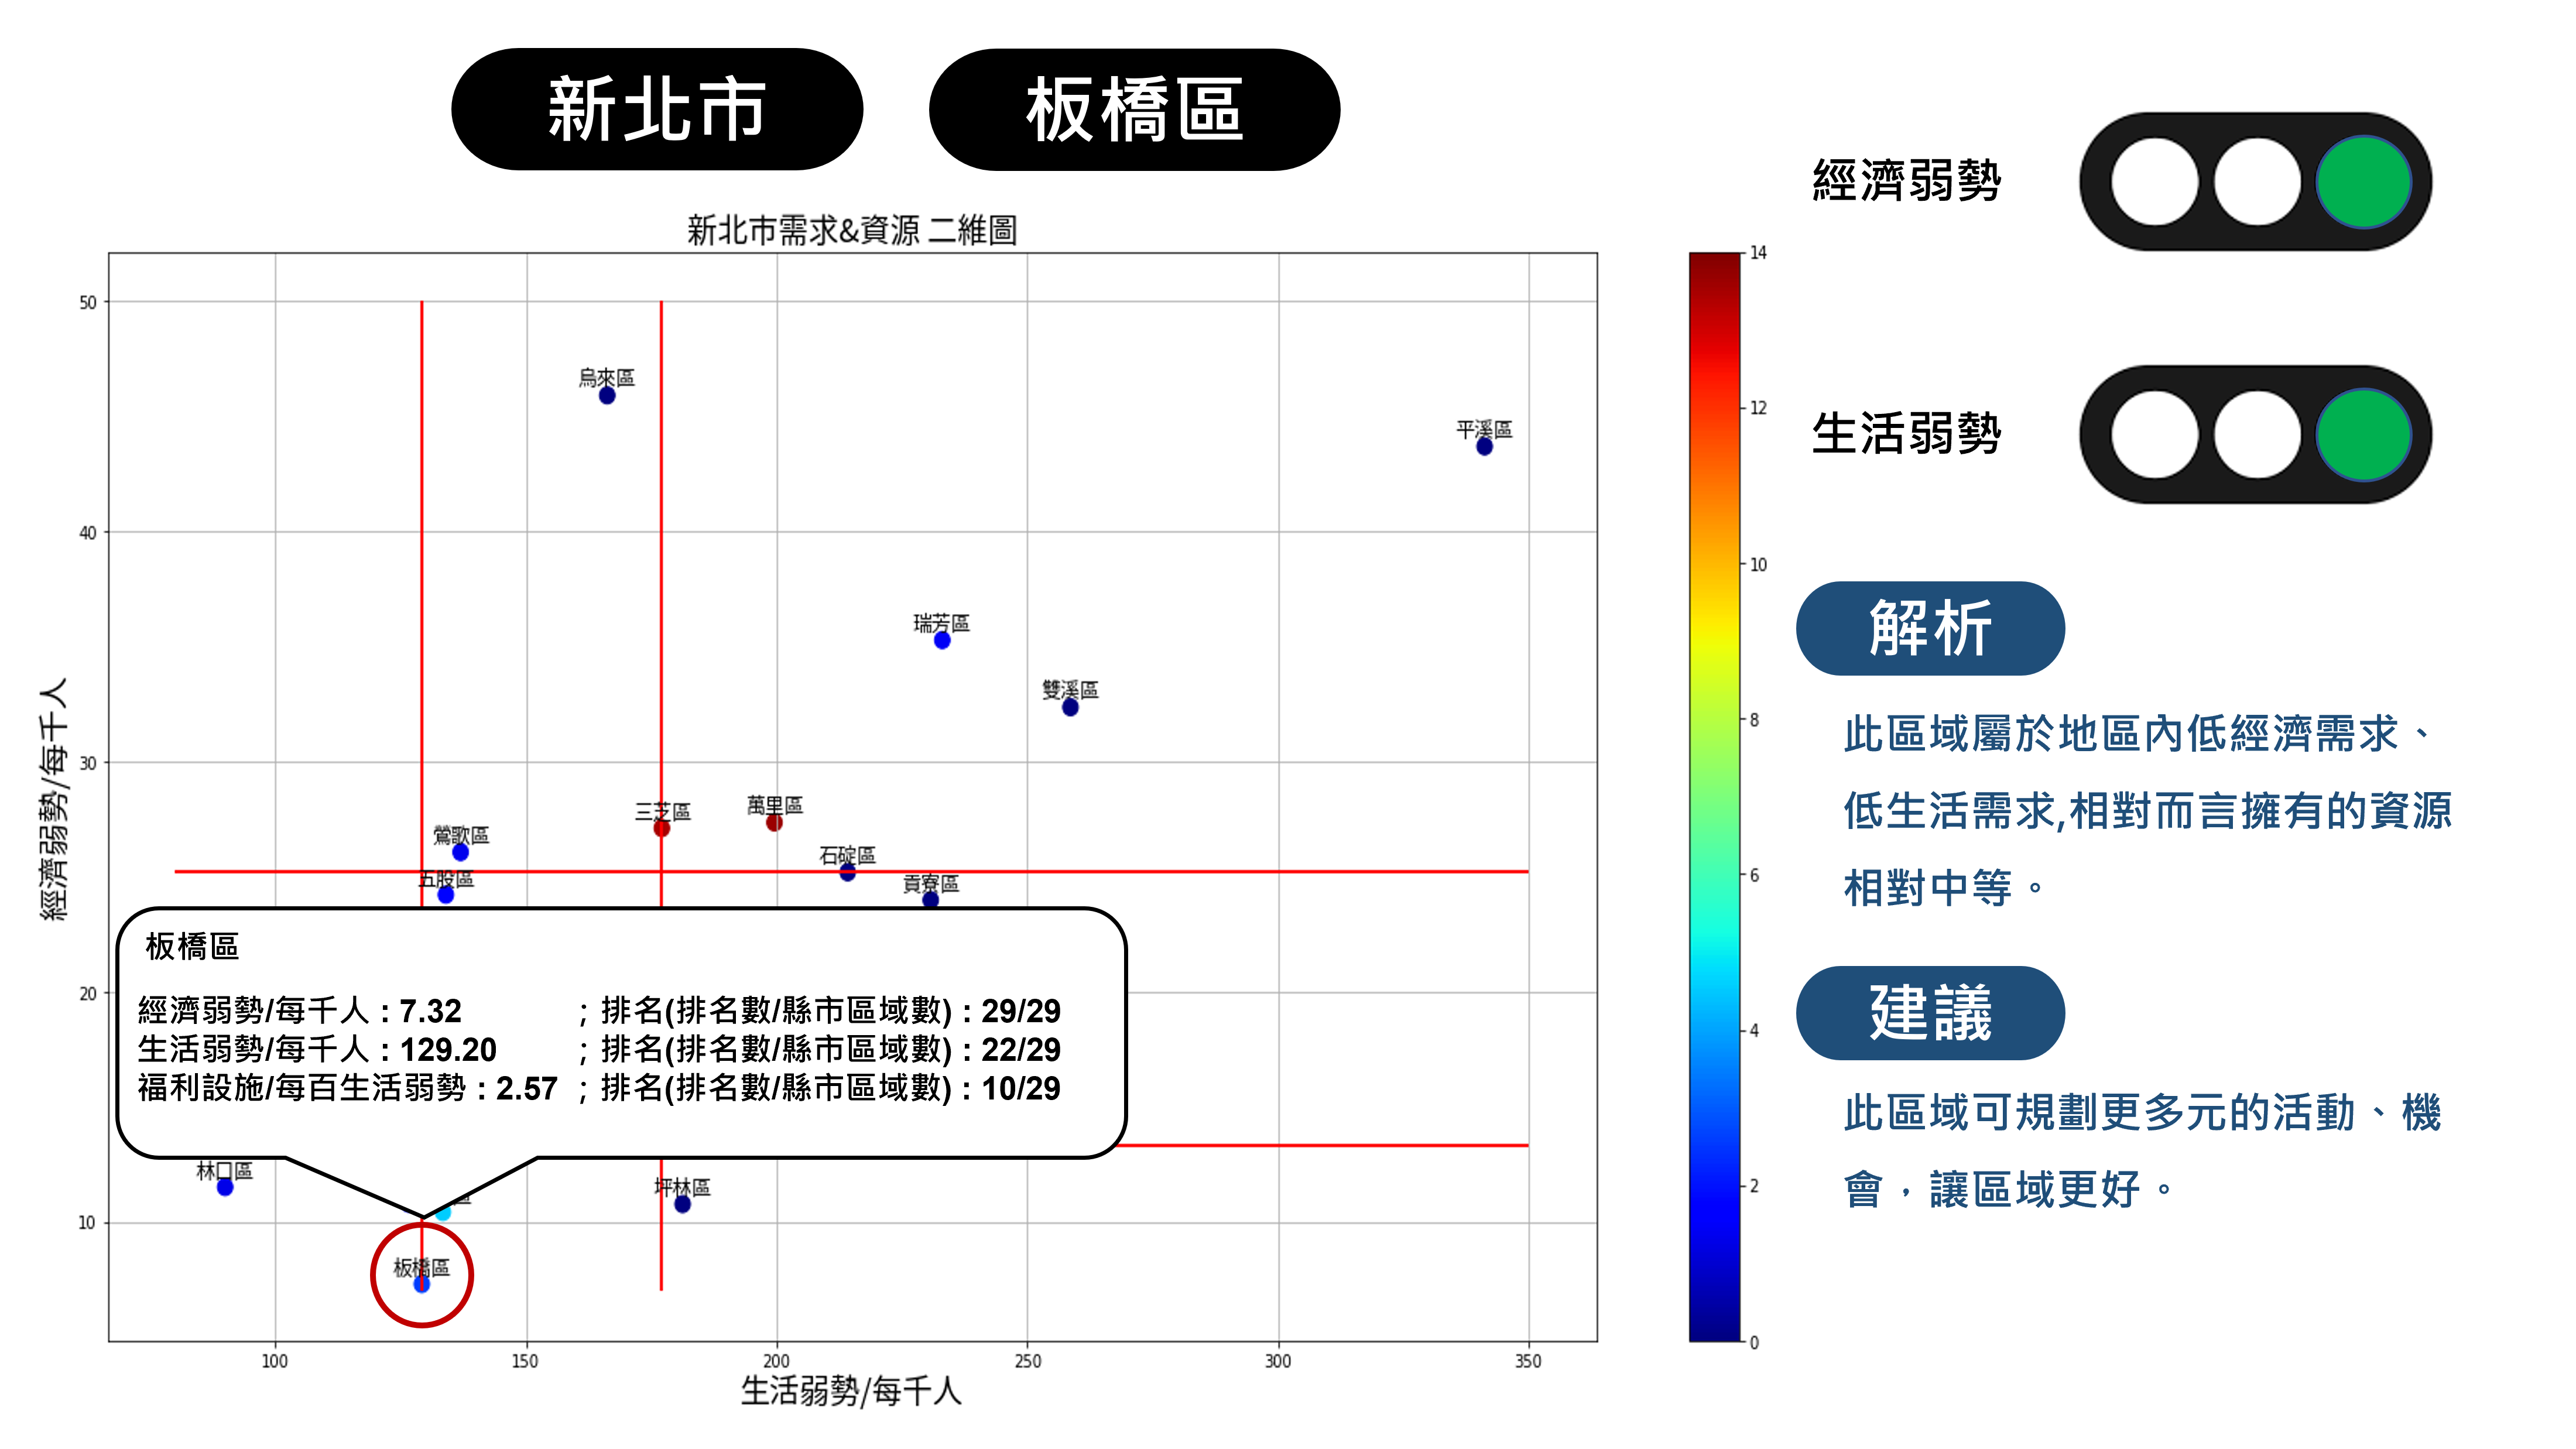 新北市
板橋區
新北市需求&資源 二維圖
經濟弱勢/每千人
50
40
30
20
10
烏來區
平溪區
瑞芳區
雙溪區
萬里區
三芝區
鶯歌區
石碇區
五股區
貢寮區
板橋區
經濟弱勢/每千人 : 7.32 ; 排名(排名數/縣市區域數) : 29/29
生活弱勢/每千人 : 129.20 ; 排名(排名數/縣市區域數) : 22/29
福利設施/每百生活弱勢 : 2.57 ; 排名(排名數/縣市區域數) : 10/29
林口區
坪林區
區
板橋區
100 150 200 250 300 350
生活弱勢/每千人
14
12
10
8
6
4
2
0
經濟弱勢
生活弱勢
解析
此區域屬於地區內低經濟需求、
低生活需求,相對而言擁有的資源
相對中等。
建議
此區域可規劃更多元的活動、機
會，讓區域更好。